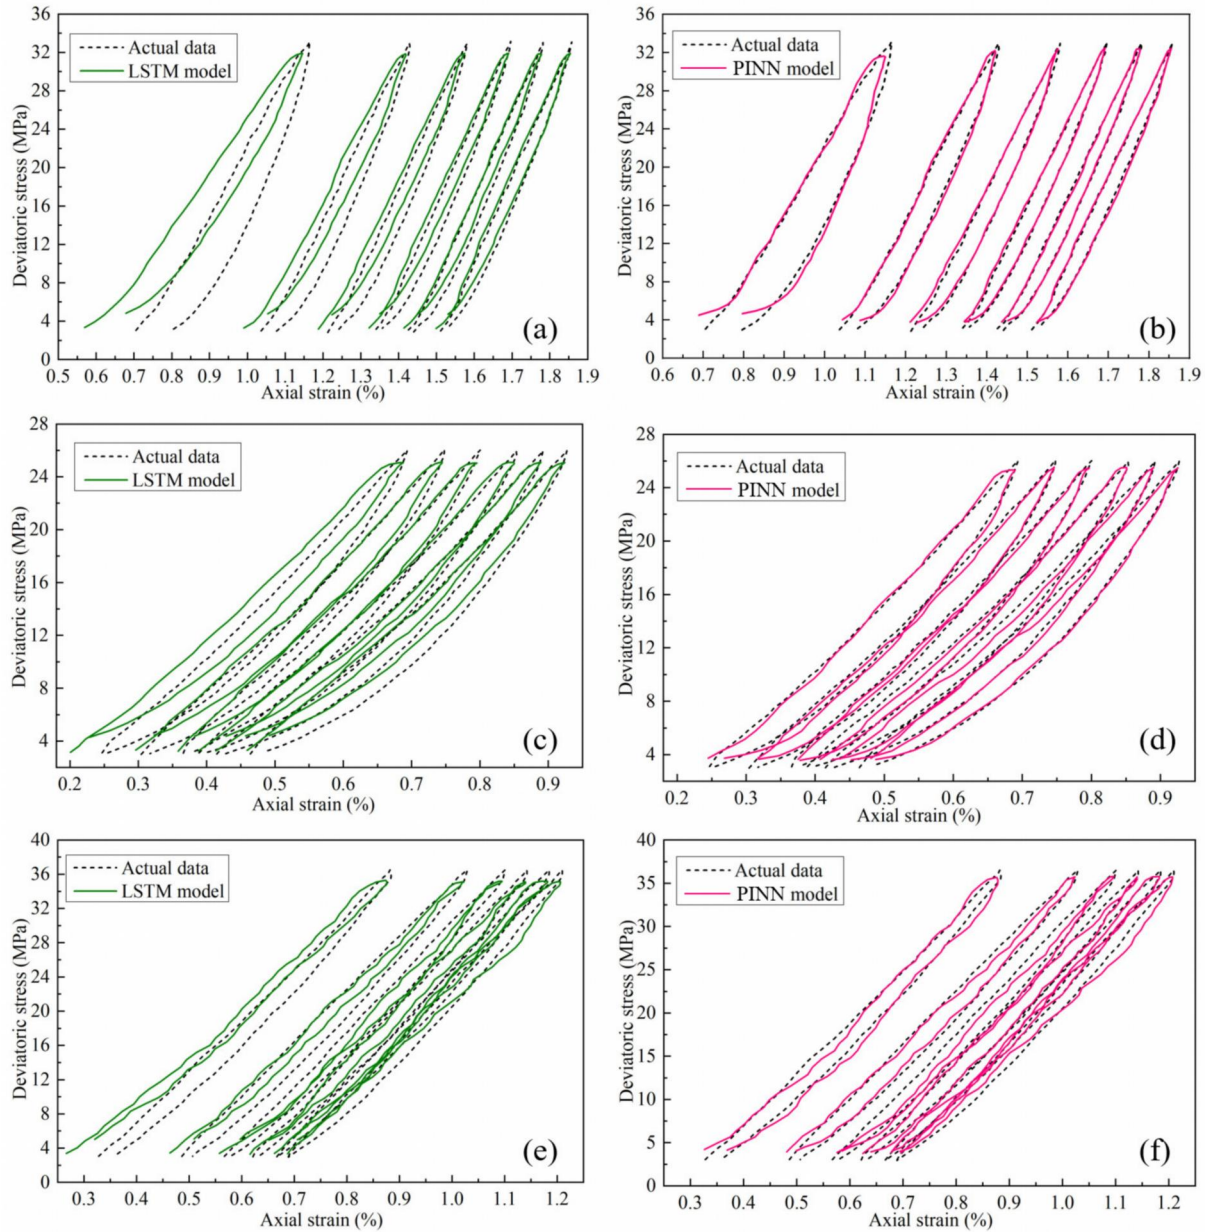 36
32
28
24
20
16
12
8
4
0
Deviatoric stress (MPa)
Actual data
LSTM model
(a)
0.5 0.6 0.7 0.8 0.9 1.0 1.1 1.2 1.3 1.4 1.5 1.6 1.7 1.8 1.9
Axial strain (%)
36
32
28
24
20
16
12
8
4
0
Deviatoric stress (MPa)
Actual data
PINN model
(b)
0.6 0.7 0.8 0.9 1.0 1.1 1.2 1.3 1.4 1.5 1.6 1.7 1.8 1.9
Axial strain (%)
28
24
20
16
12
8
4
Deviatoric stress (MPa)
Actual data
LSTM model
(c)
0.2 0.3 0.4 0.5 0.6 0.7 0.8 0.9
Axial strain (%)
28
24
20
16
12
8
4
Deviatoric stress (MPa)
Actual data
PINN model
(d)
0.2 0.3 0.4 0.5 0.6 0.7 0.8 0.9
Axial strain (%)
40
36
32
28
24
20
16
12
8
4
0
Deviatoric stress (MPa)
Actual data
LSTM model
(e)
0.3 0.4 0.5 0.6 0.7 0.8 0.9 1.0 1.1 1.2
Axial strain (%)
40
35
30
25
20
15
10
5
0
Deviatoric stress (MPa)
Actual data
PINN model
(f)
0.3 0.4 0.5 0.6 0.7 0.8 0.9 1.0 1.1 1.2
Axial strain (%)